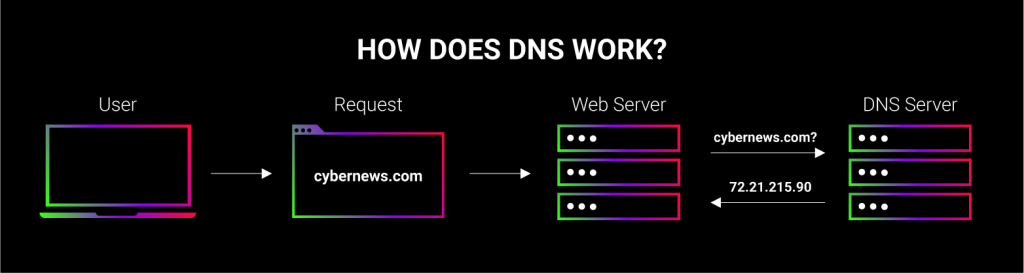 HOW DOES DNS WORK?
User
Request
Web Server
DNS Server
cybernews.com
cybernews.com?
72.21.215.90